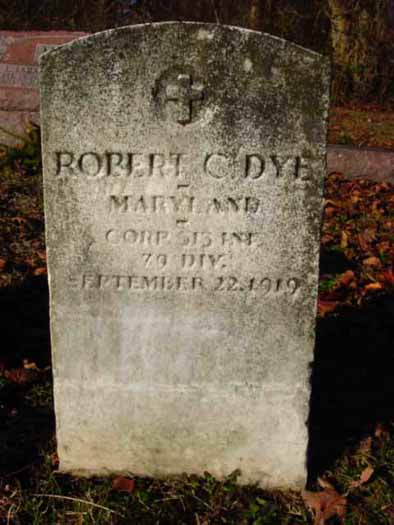 ROBERT C. DYE
MARYLAND
CORP. 313 INF.
79 DIV.
SEPTEMBER 22, 1919